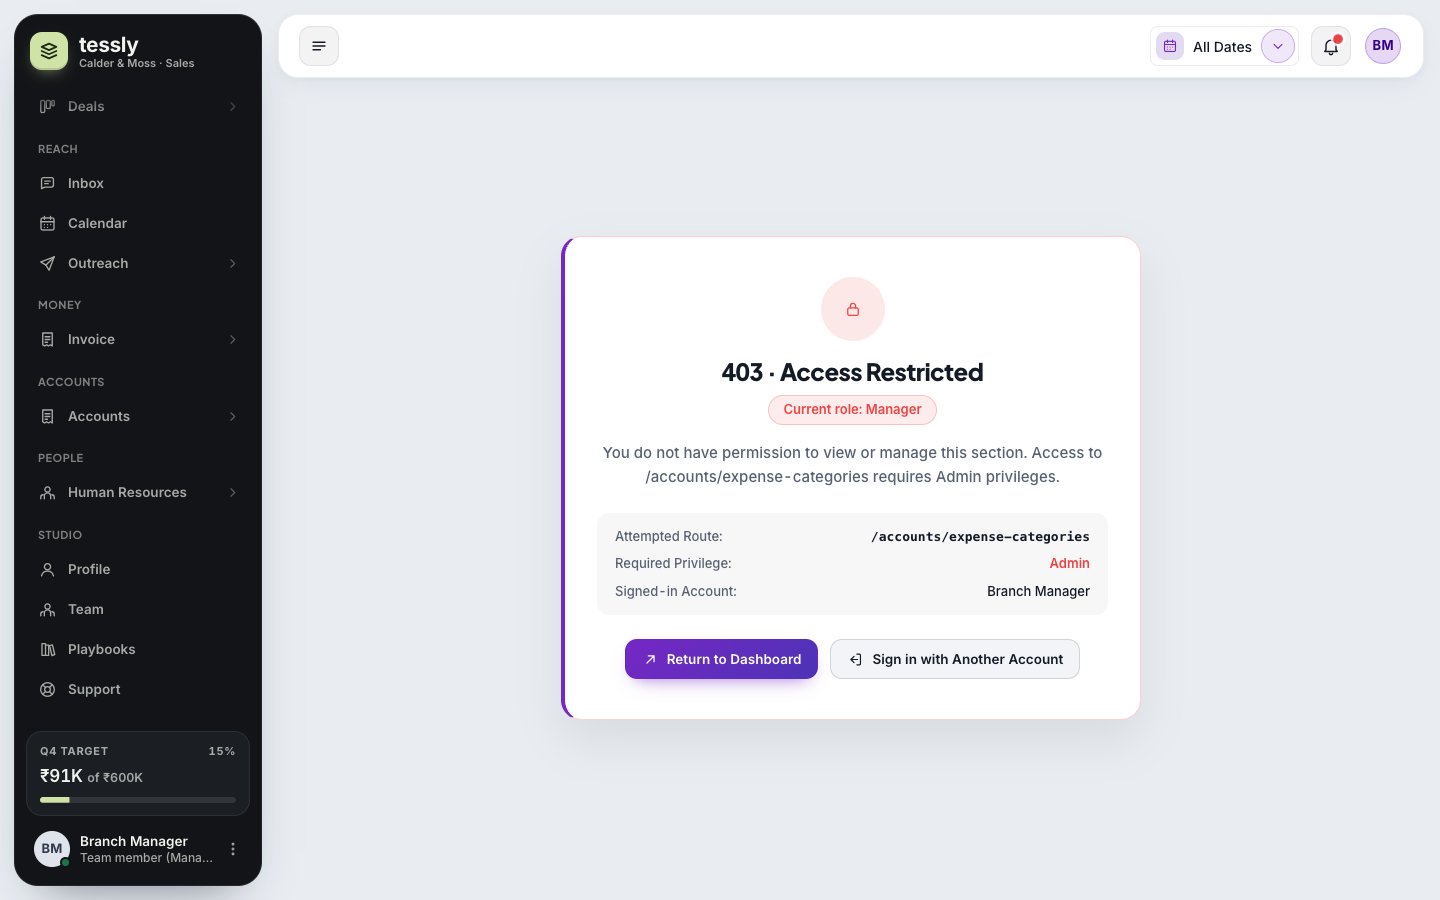 tessly
Calder & Moss · Sales
Deals
REACH
Inbox
Calendar
Outreach
MONEY
Invoice
ACCOUNTS
Accounts
PEOPLE
Human Resources
STUDIO
Profile
Team
Playbooks
Support
Q4 TARGET 15%
₹91K of ₹600K
BM Branch Manager
Team member (Mana...
All Dates
BM
403 · Access Restricted
Current role: Manager
You do not have permission to view or manage this section. Access to
/accounts/expense-categories requires Admin privileges.
Attempted Route: /accounts/expense-categories
Required Privilege: Admin
Signed-in Account: Branch Manager
Return to Dashboard
Sign in with Another Account